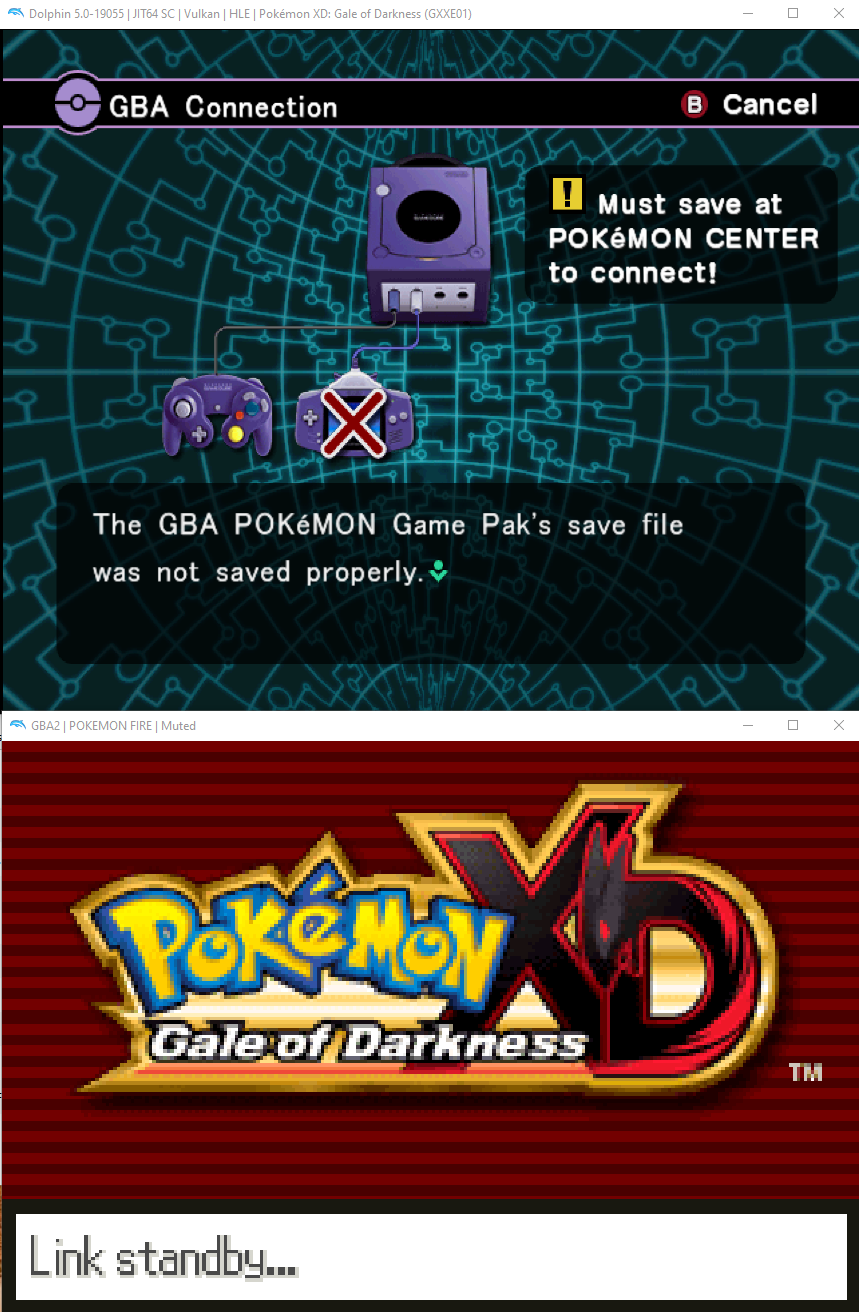 Dolphin 5.0-19055 | JIT64 SC | Vulkan | HLE | Pokémon XD: Gale of Darkness (GXXE01)
GBA Connection
B Cancel
! Must save at
POKéMON CENTER
to connect!
The GBA POKéMON Game Pak's save file
was not saved properly.
GBA2 | POKEMON FIRE | Muted
POKéMON XD
Gale of Darkness
TM
Link standby...